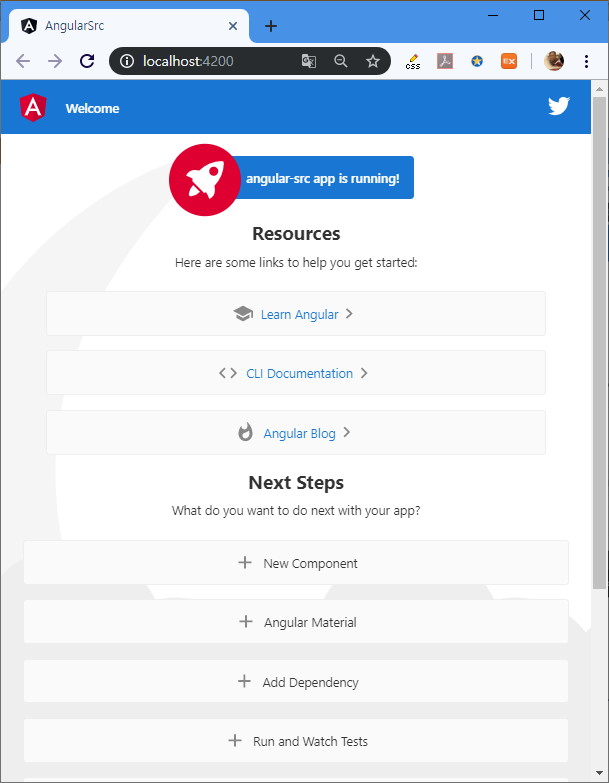 AngularSrc
localhost:4200
css
EX
Welcome
angular-src app is running!
Resources
Here are some links to help you get started:
Learn Angular
CLI Documentation
Angular Blog
Next Steps
What do you want to do next with your app?
New Component
Angular Material
Add Dependency
Run and Watch Tests